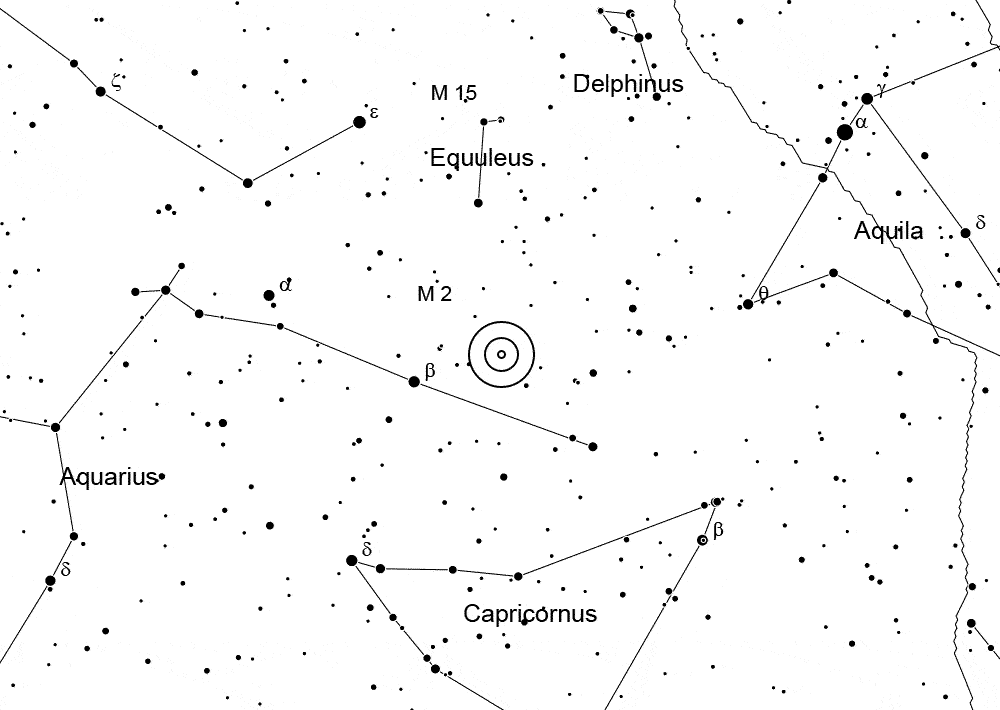 Delphinus
ζ
γ
M 15
ε
α
Equuleus
δ
Aquila
α
M 2
θ
β
Aquarius
β
δ
δ
Capricornus